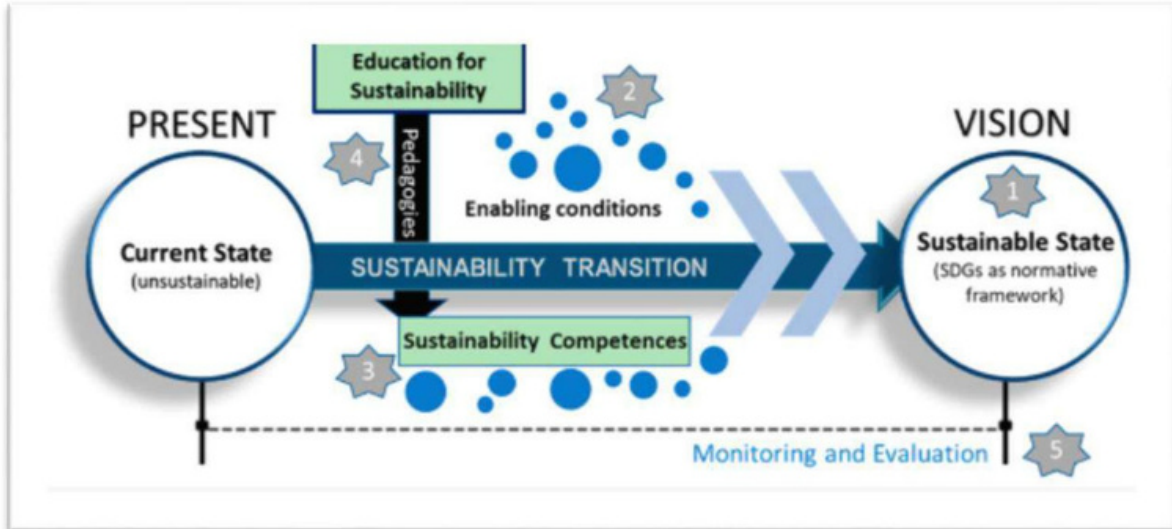 Education for
Sustainability
2
PRESENT
VISION
4
Pedagogies
1
Enabling conditions
Current State
(unsustainable)
Sustainable State
(SDGs as normative
framework)
SUSTAINABILITY TRANSITION
Sustainability Competences
3
Monitoring and Evaluation
5